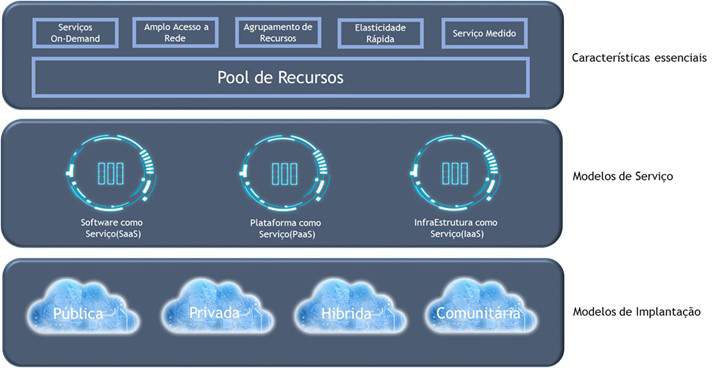 Serviços
On-Demand
Amplo Acesso a
Rede
Agrupamento de
Recursos
Elasticidade
Rápida
Serviço Medido
Pool de Recursos
Características essenciais
Software como
Serviço(SaaS)
Plataforma como
Serviço(PaaS)
InfraEstrutura como
Serviço(IaaS)
Modelos de Serviço
Pública
Privada
Hibrida
Comunitária
Modelos de Implantação